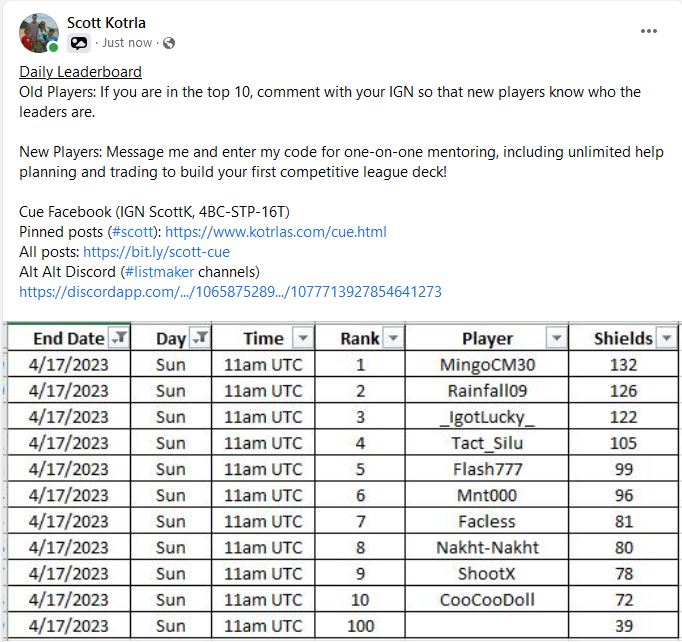 Scott Kotrla
· Just now ·
Daily Leaderboard
Old Players: If you are in the top 10, comment with your IGN so that new players know who the
leaders are.
New Players: Message me and enter my code for one-on-one mentoring, including unlimited help
planning and trading to build your first competitive league deck!
Cue Facebook (IGN ScottK, 4BC-STP-16T)
Pinned posts (#scott): https://www.kotrlas.com/cue.html
All posts: https://bit.ly/scott-cue
Alt Alt Discord (#listmaker channels)
https://discordapp.com/.../1065875289.../1077713927854641273
End Date Day Time Rank Player Shields
4/17/2023 Sun 11am UTC 1 MingoCM30 132
4/17/2023 Sun 11am UTC 2 Rainfall09 126
4/17/2023 Sun 11am UTC 3 _IgotLucky_ 122
4/17/2023 Sun 11am UTC 4 Tact_Silu 105
4/17/2023 Sun 11am UTC 5 Flash777 99
4/17/2023 Sun 11am UTC 6 Mnt000 96
4/17/2023 Sun 11am UTC 7 Facless 81
4/17/2023 Sun 11am UTC 8 Nakht-Nakht 80
4/17/2023 Sun 11am UTC 9 ShootX 78
4/17/2023 Sun 11am UTC 10 CooCooDoll 72
4/17/2023 Sun 11am UTC 100 39